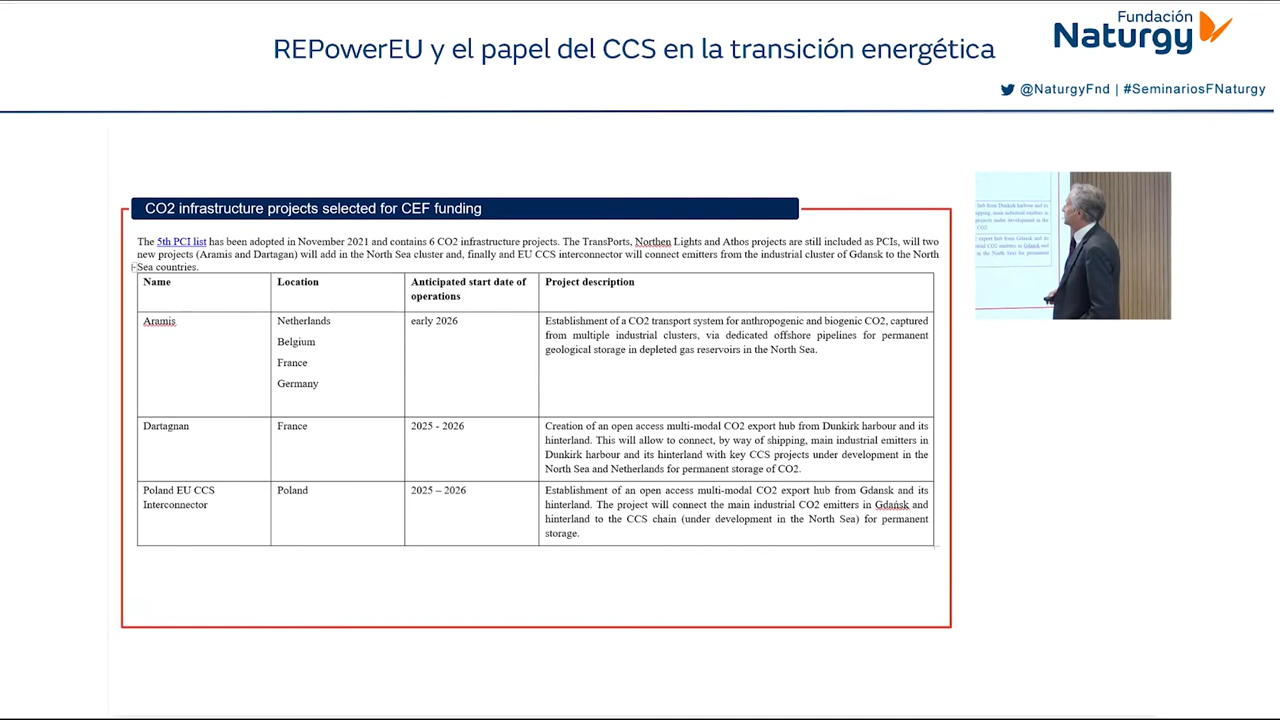 Fundación
Naturgy
REPowerEU y el papel del CCS en la transición energética
@NaturgyFnd | #SeminariosFNaturgy
CO2 infrastructure projects selected for CEF funding
The 5th PCI list has been adopted in November 2021 and contains 6 CO2 infrastructure projects. The TransPorts, Northen Lights and Athos projects are still included as PCIs, will two
new projects (Aramis and Dartagan) will add in the North Sea cluster and, finally and EU CCS interconnector will connect emitters from the industrial cluster of Gdansk to the North
Sea countries.
Name Location Anticipated start date of operations Project description
Aramis
Netherlands
Belgium
France
Germany
early 2026
Establishment of a CO2 transport system for anthropogenic and biogenic CO2, captured
from multiple industrial clusters, via dedicated offshore pipelines for permanent
geological storage in depleted gas reservoirs in the North Sea.
Dartagnan
France
2025 - 2026
Creation of an open access multi-modal CO2 export hub from Dunkirk harbour and its
hinterland. This will allow to connect, by way of shipping, main industrial emitters in
Dunkirk harbour and its hinterland with key CCS projects under development in the
North Sea and Netherlands for permanent storage of CO2.
Poland EU CCS
Interconnector
Poland
2025 – 2026
Establishment of an open access multi-modal CO2 export hub from Gdansk and its
hinterland. The project will connect the main industrial CO2 emitters in Gdańsk and
hinterland to the CCS chain (under development in the North Sea) for permanent
storage.